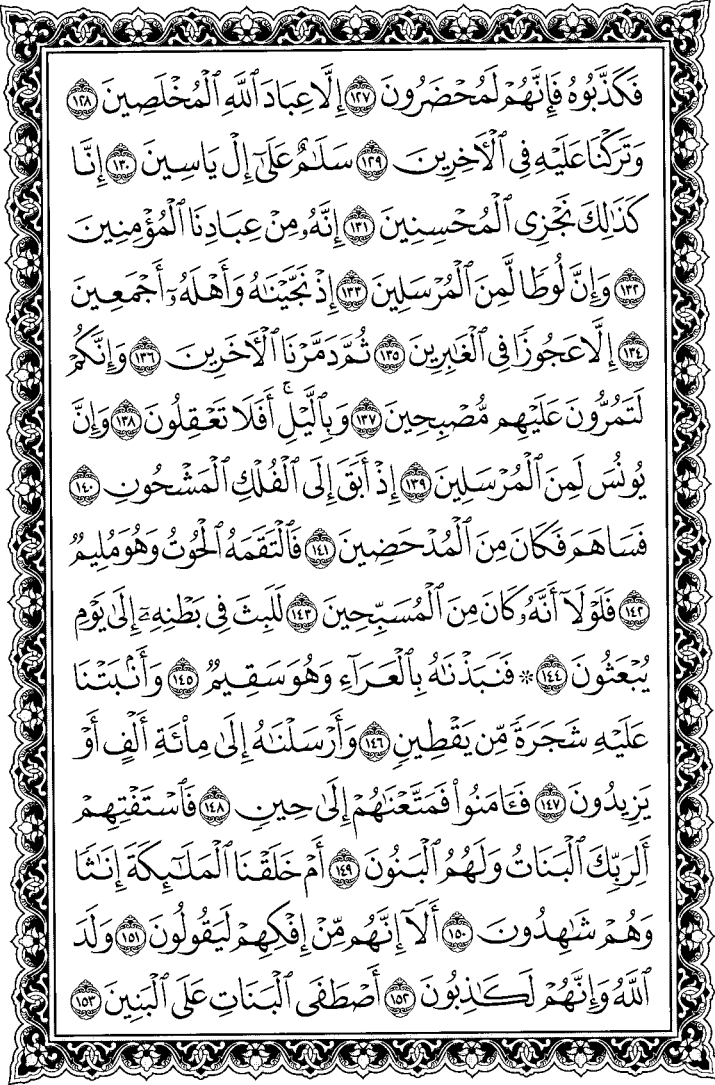 فَكَذَّبُوهُ فَإِنَّهُمْ لَمُحْضَرُونَ ١٢٧ إِلَّا عِبَادَ ٱللَّهِ ٱلْمُخْلَصِينَ ١٢٨
وَتَرَكْنَا عَلَيْهِ فِى ٱلْـَٔاخِرِينَ ١٢٩ سَلَـٰمٌ عَلَىٰٓ إِلْ يَاسِينَ ١٣٠ إِنَّا
كَذَٰلِكَ نَجْزِى ٱلْمُحْسِنِينَ ١٣١ إِنَّهُۥ مِنْ عِبَادِنَا ٱلْمُؤْمِنِينَ
١٣٢ وَإِنَّ لُوطًا لَّمِنَ ٱلْمُرْسَلِينَ ١٣٣ إِذْ نَجَّيْنَـٰهُ وَأَهْلَهُۥٓ أَجْمَعِينَ
١٣٤ إِلَّا عَجُوزًا فِى ٱلْغَـٰبِرِينَ ١٣٥ ثُمَّ دَمَّرْنَا ٱلْـَٔاخَرِينَ ١٣٦ وَإِنَّكُمْ
لَتَمُرُّونَ عَلَيْهِم مُّصْبِحِينَ ١٣٧ وَبِٱلَّيْلِ ۗ أَفَلَا تَعْقِلُونَ ١٣٨ وَإِنَّ
يُونُسَ لَمِنَ ٱلْمُرْسَلِينَ ١٣٩ إِذْ أَبَقَ إِلَى ٱلْفُلْكِ ٱلْمَشْحُونِ ١٤٠
فَسَاهَمَ فَكَانَ مِنَ ٱلْمُدْحَضِينَ ١٤١ فَٱلْتَقَمَهُ ٱلْحُوتُ وَهُوَ مُلِيمٌ
١٤٢ فَلَوْلَآ أَنَّهُۥ كَانَ مِنَ ٱلْمُسَبِّحِينَ ١٤٣ لَلَبِثَ فِى بَطْنِهِۦٓ إِلَىٰ يَوْمِ
يُبْعَثُونَ ١٤٤ ۞ فَنَبَذْنَـٰهُ بِٱلْعَرَآءِ وَهُوَ سَقِيمٌ ١٤٥ وَأَنۢبَتْنَا
عَلَيْهِ شَجَرَةً مِّن يَقْطِينٍ ١٤٦ وَأَرْسَلْنَـٰهُ إِلَىٰ مِا۟ئَةِ أَلْفٍ أَوْ
يَزِيدُونَ ١٤٧ فَـَٔامَنُوا۟ فَمَتَّعْنَـٰهُمْ إِلَىٰ حِينٍ ١٤٨ فَٱسْتَفْتِهِمْ
أَلِرَبِّكَ ٱلْبَنَاتُ وَلَهُمُ ٱلْبَنُونَ ١٤٩ أَمْ خَلَقْنَا ٱلْمَلَـٰٓئِكَةَ إِنَـٰثًا
وَهُمْ شَـٰهِدُونَ ١٥٠ أَلَآ إِنَّهُم مِّنْ إِفْكِهِمْ لَيَقُولُونَ ١٥١ وَلَدَ
ٱللَّهُ وَإِنَّهُمْ لَكَـٰذِبُونَ ١٥٢ أَصْطَفَى ٱلْبَنَاتِ عَلَى ٱلْبَنِينَ ١٥٣